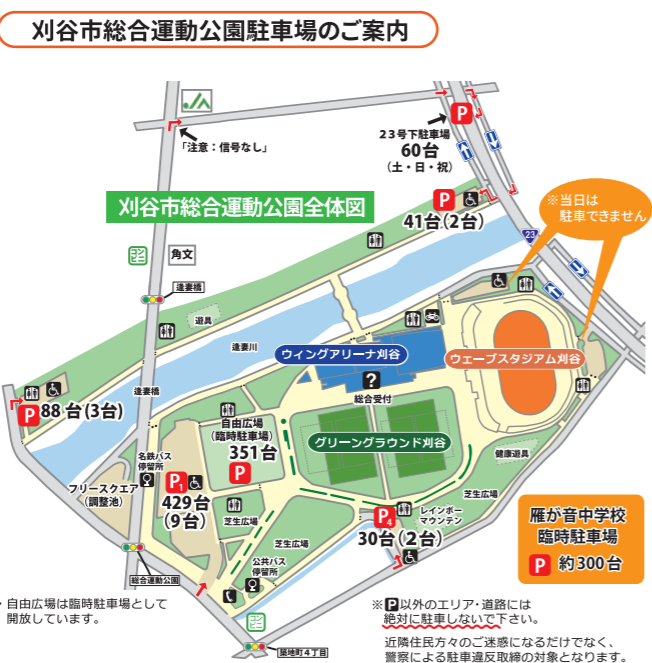 刈谷市総合運動公園駐車場のご案内
JA
「注意：信号なし」
P
23号下駐車場
60台
(土・日・祝)
刈谷市総合運動公園全体図
P
41台(2台)
※当日は
駐車できません
23
コンビニ
角文
逢妻橋
遊具
逢妻川
ウィングアリーナ刈谷
ウェーブスタジアム刈谷
?
総合受付
逢妻橋
P
88台(3台)
自由広場
(臨時駐車場)
351台
P
グリーングラウンド刈谷
健康遊具
名鉄バス
停留所
フリースクエア
(調整池)
P1
429台
(9台)
芝生広場
芝生広場
P4
30台(2台)
レインボー
マウンテン
芝生広場
雁が音中学校
臨時駐車場
P 約300台
総合運動公園
公共バス
停留所
コンビニ
築地町4丁目
・自由広場は臨時駐車場として
開放しています。
※P以外のエリア・道路には
絶対に駐車しないで下さい。
近隣住民方々のご迷惑になるだけでなく、
警察による駐車違反取締の対象となります。